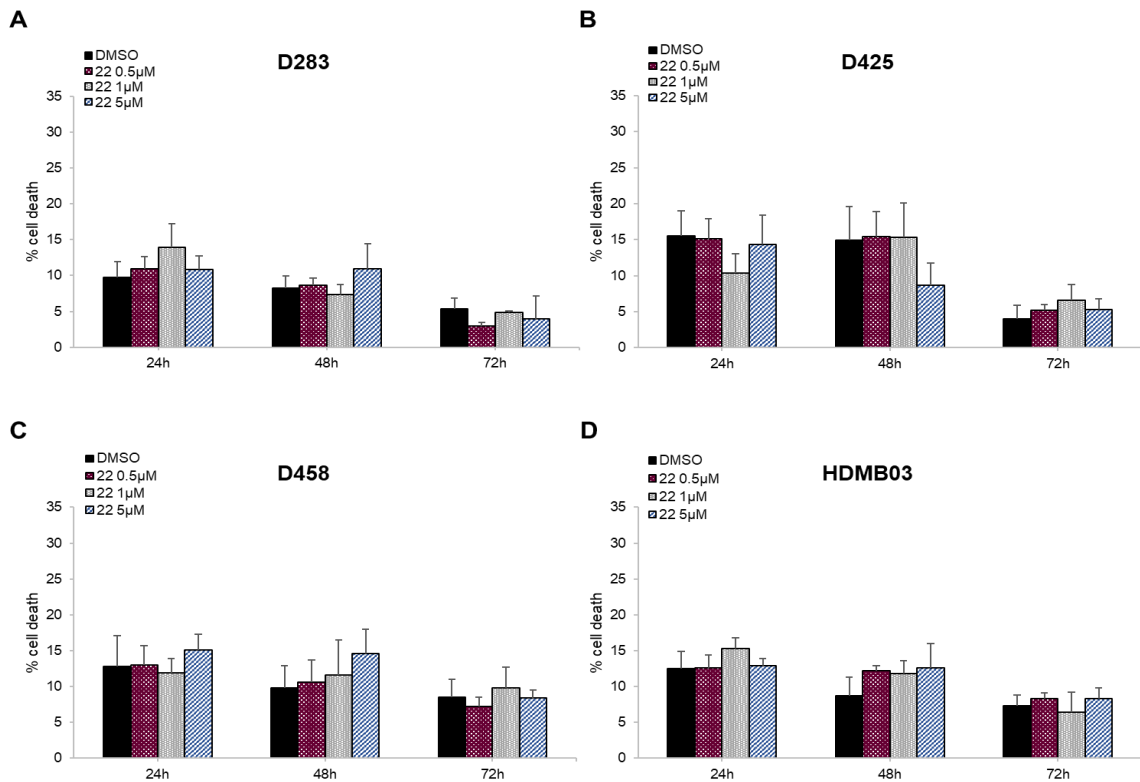 A
D283
DMSO
22 0.5µM
22 1µM
22 5µM
% cell death
35
30
25
20
15
10
5
0
24h
48h
72h
B
D425
DMSO
22 0.5µM
22 1µM
22 5µM
% cell death
35
30
25
20
15
10
5
0
24h
48h
72h
C
D458
DMSO
22 0.5µM
22 1µM
22 5µM
% cell death
35
30
25
20
15
10
5
0
24h
48h
72h
D
HDMB03
DMSO
22 0.5µM
22 1µM
22 5µM
% cell death
35
30
25
20
15
10
5
0
24h
48h
72h